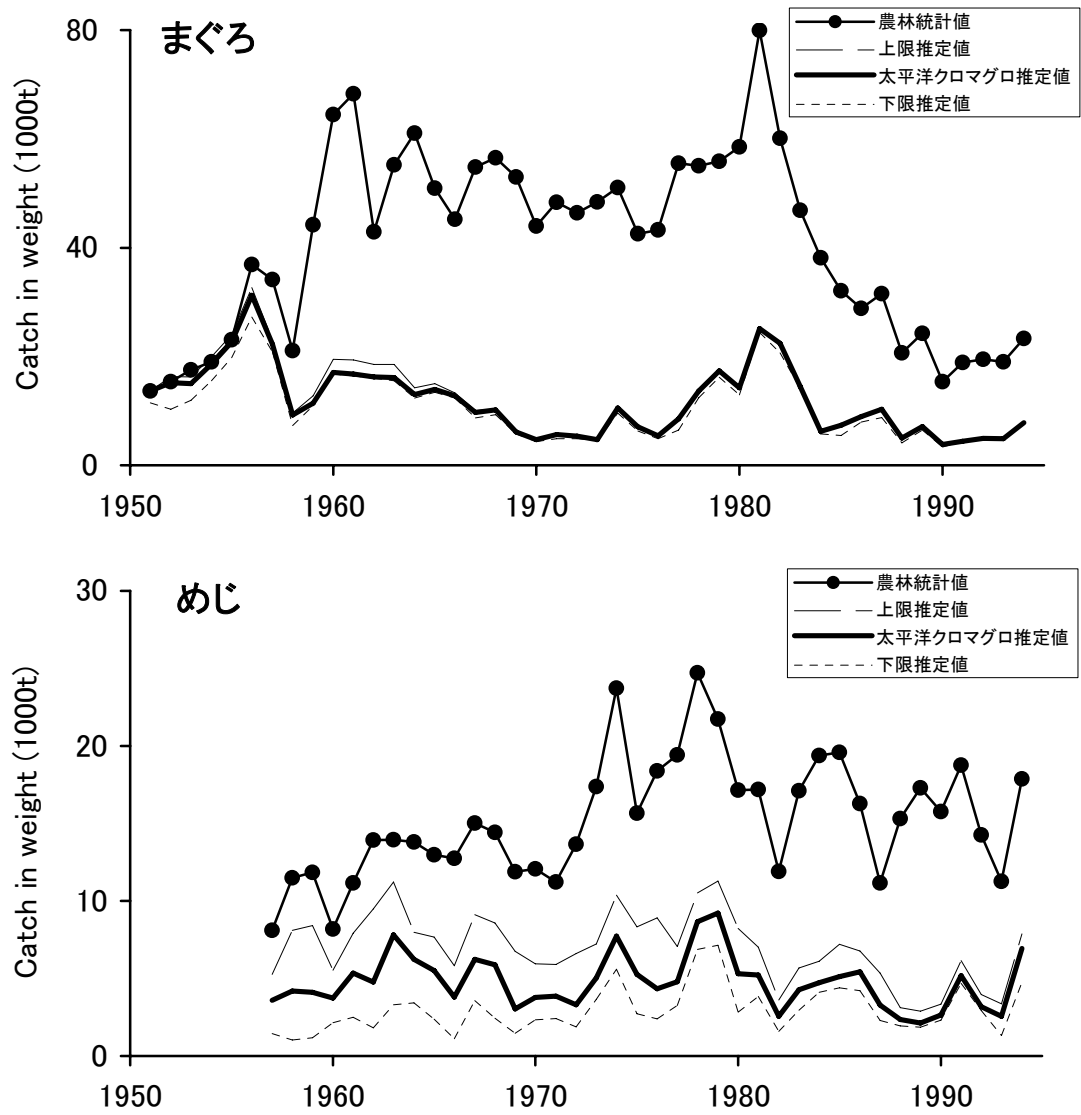 まぐろ
農林統計値
上限推定値
太平洋クロマグロ推定値
下限推定値
Catch in weight (1000t)
80
40
0
1950
1960
1970
1980
1990
めじ
農林統計値
上限推定値
太平洋クロマグロ推定値
下限推定値
Catch in weight (1000t)
30
20
10
0
1950
1960
1970
1980
1990